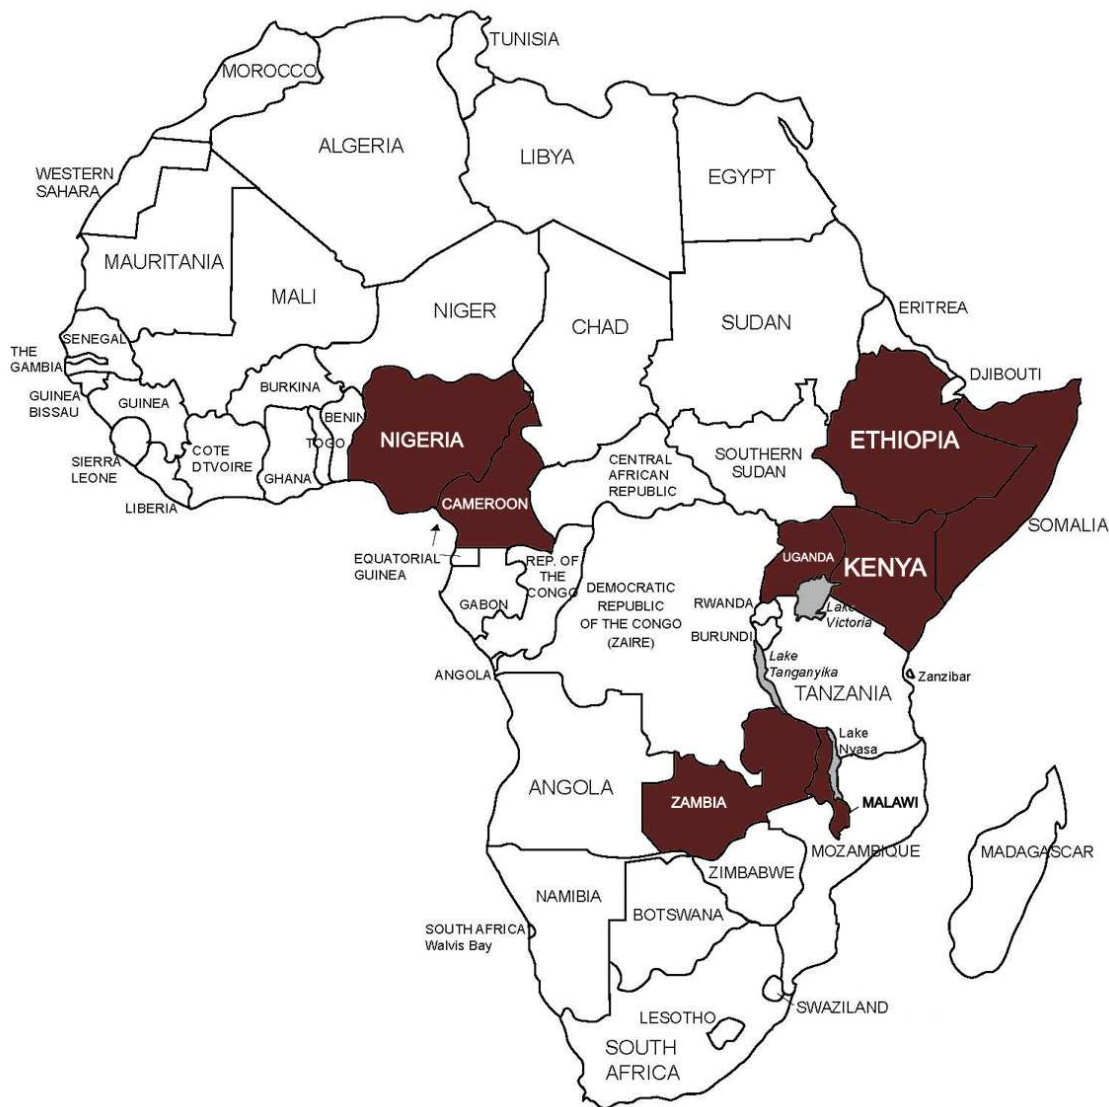 TUNISIA
MOROCCO
ALGERIA
LIBYA
EGYPT
WESTERN
SAHARA
MAURITANIA
MALI
NIGER
CHAD
SUDAN
ERITREA
SENEGAL
THE
GAMBIA
DJIBOUTI
GUINEA
BISSAU
GUINEA
BURKINA
BENIN
TOGO
NIGERIA
ETHIOPIA
COTE
DTVOIRE
GHANA
SIERRA
LEONE
LIBERIA
CENTRAL
AFRICAN
REPUBLIC
SOUTHERN
SUDAN
CAMEROON
SOMALIA
EQUATORIAL
GUINEA
REP. OF
THE
CONGO
UGANDA
KENYA
GABON
DEMOCRATIC
REPUBLIC
OF THE CONGO
(ZAIRE)
RWANDA
BURUNDI
Lake
Victoria
Lake
Tanganyika
ANGOLA
TANZANIA
Zanzibar
Lake
Nyasa
ANGOLA
ZAMBIA
MALAWI
MOZAMBIQUE
MADAGASCAR
ZIMBABWE
NAMIBIA
BOTSWANA
SOUTH AFRICA
Walvis Bay
SWAZILAND
LESOTHO
SOUTH
AFRICA